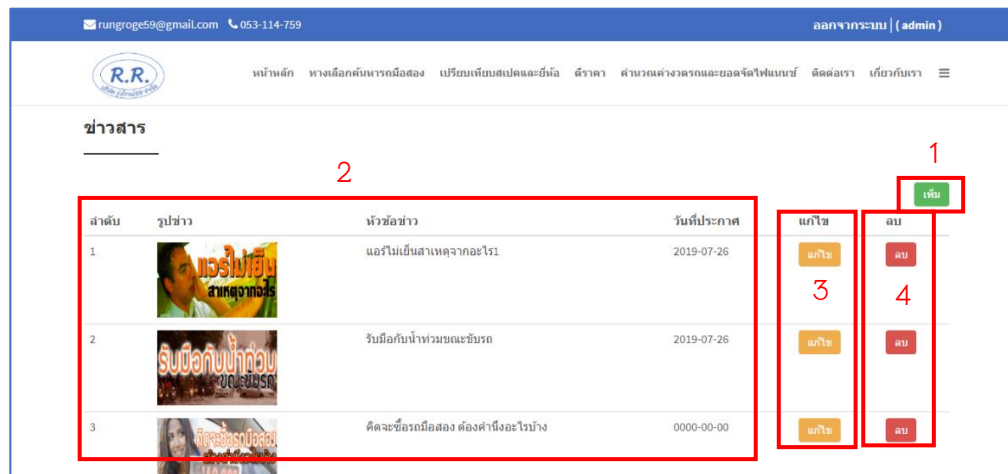 rungroge59@gmail.com 053-114-759 ออกจากระบบ | ( admin )
R.R.
หน้าหลัก ทางเลือกค้นหารถมือสอง เปรียบเทียบสเปคและยี่ห้อ ตีราคา คำนวณค่างวดรถและยอดจัดไฟแนนซ์ ติดต่อเรา เกี่ยวกับเรา
ข่าวสาร
1
2
เพิ่ม
ลำดับ รูปข่าว หัวข้อข่าว วันที่ประกาศ แก้ไข ลบ
1 แอร์ไม่เย็นสาเหตุจากอะไร1 2019-07-26 แก้ไข ลบ
แอร์ไม่เย็น
สาเหตุจากอะไร
3 4
2 รับมือกับน้ำท่วมขณะขับรถ 2019-07-26 แก้ไข ลบ
รับมือกับน้ำท่วม
ขณะขับรถ
3 คิดจะซื้อรถมือสอง ต้องคำนึงอะไรบ้าง 0000-00-00 แก้ไข ลบ
คิดจะซื้อรถมือสอง